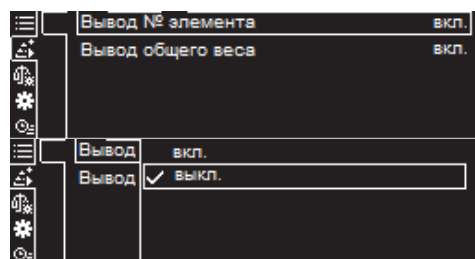 Вывод № элемента вкл.
Вывод общего веса вкл.
Вывод вкл.
Вывод выкл.